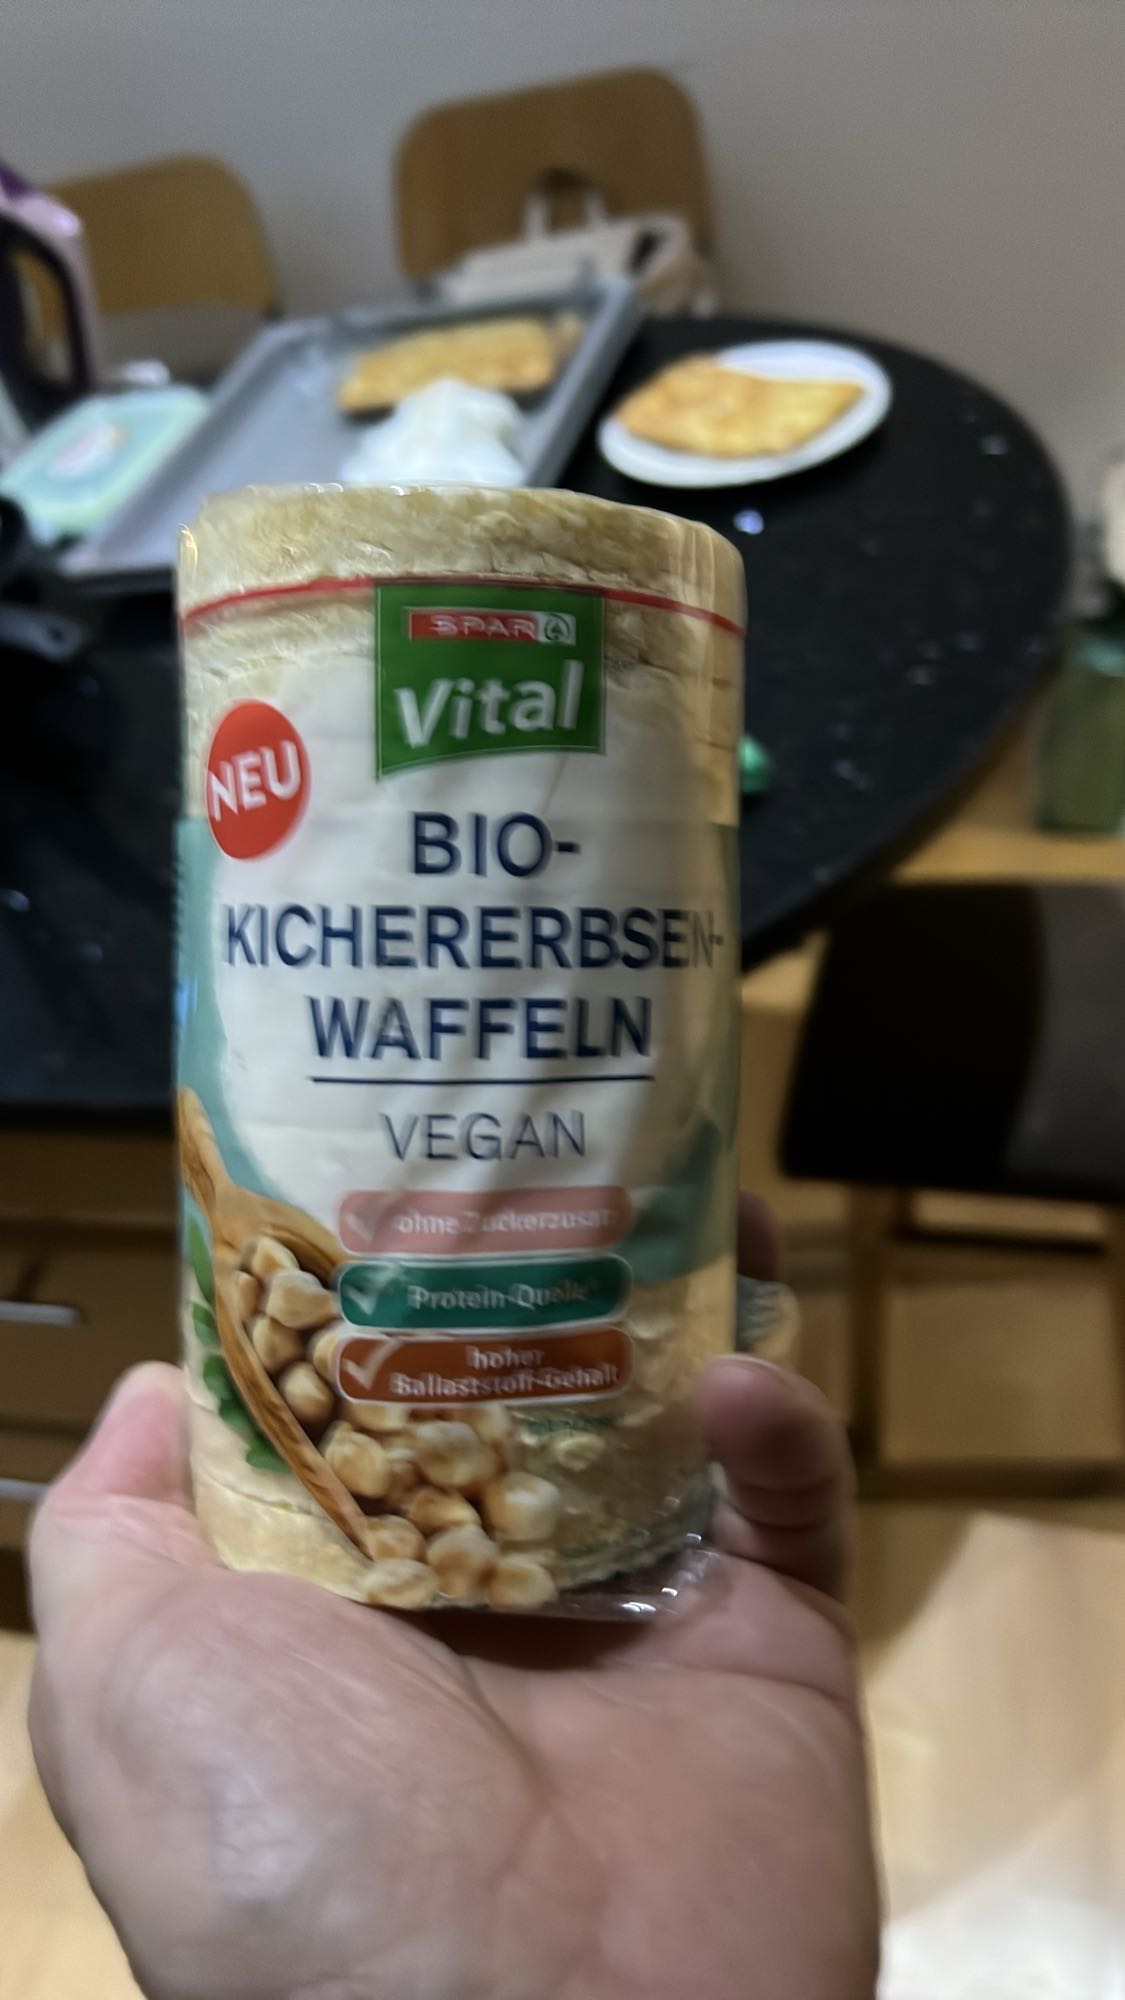 SPAR
Vital
NEU
BIO-
KICHERERBSEN-
WAFFELN
VEGAN
ohne Zuckerzusatz
Protein-Quelle*
hoher
Ballaststoff-Gehalt